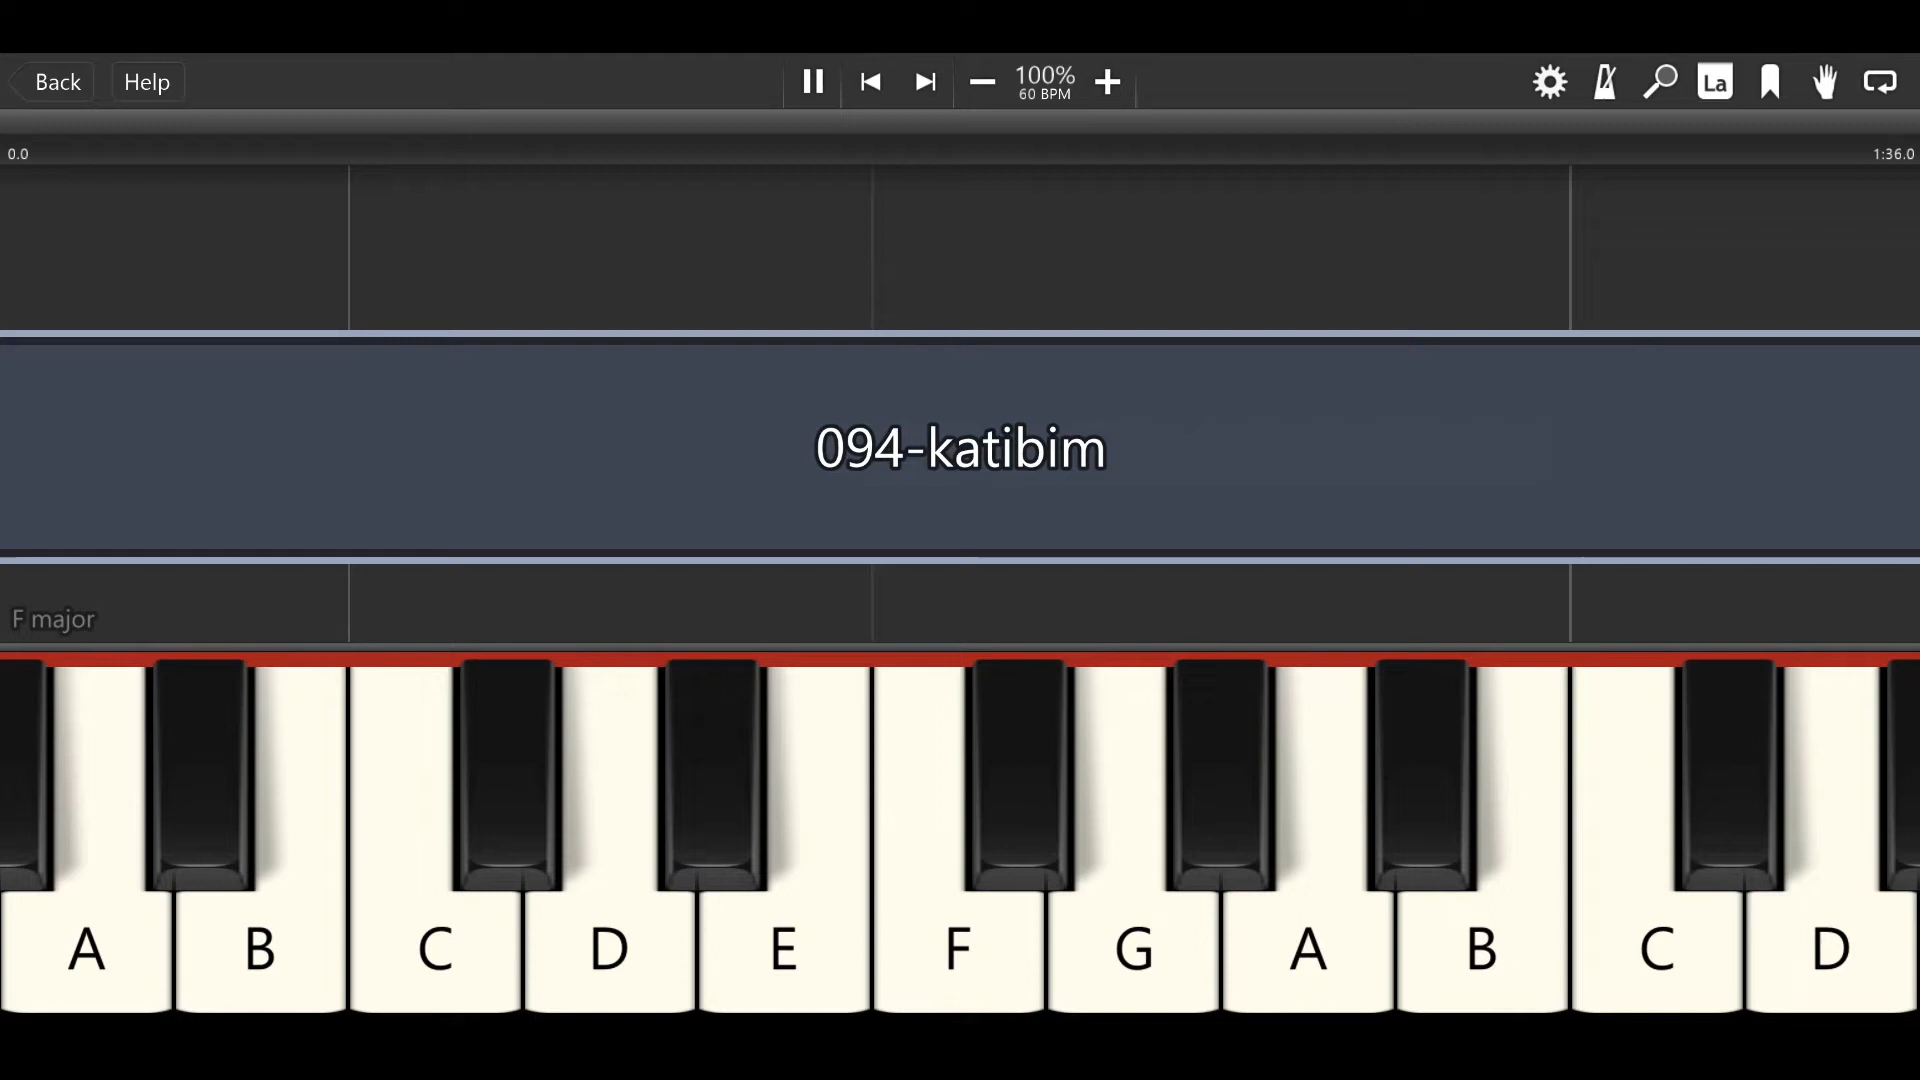 Back Help 100% La
60 BPM
0.0 1:36.0
094-katibim
F major
A B C D E F G A B C D